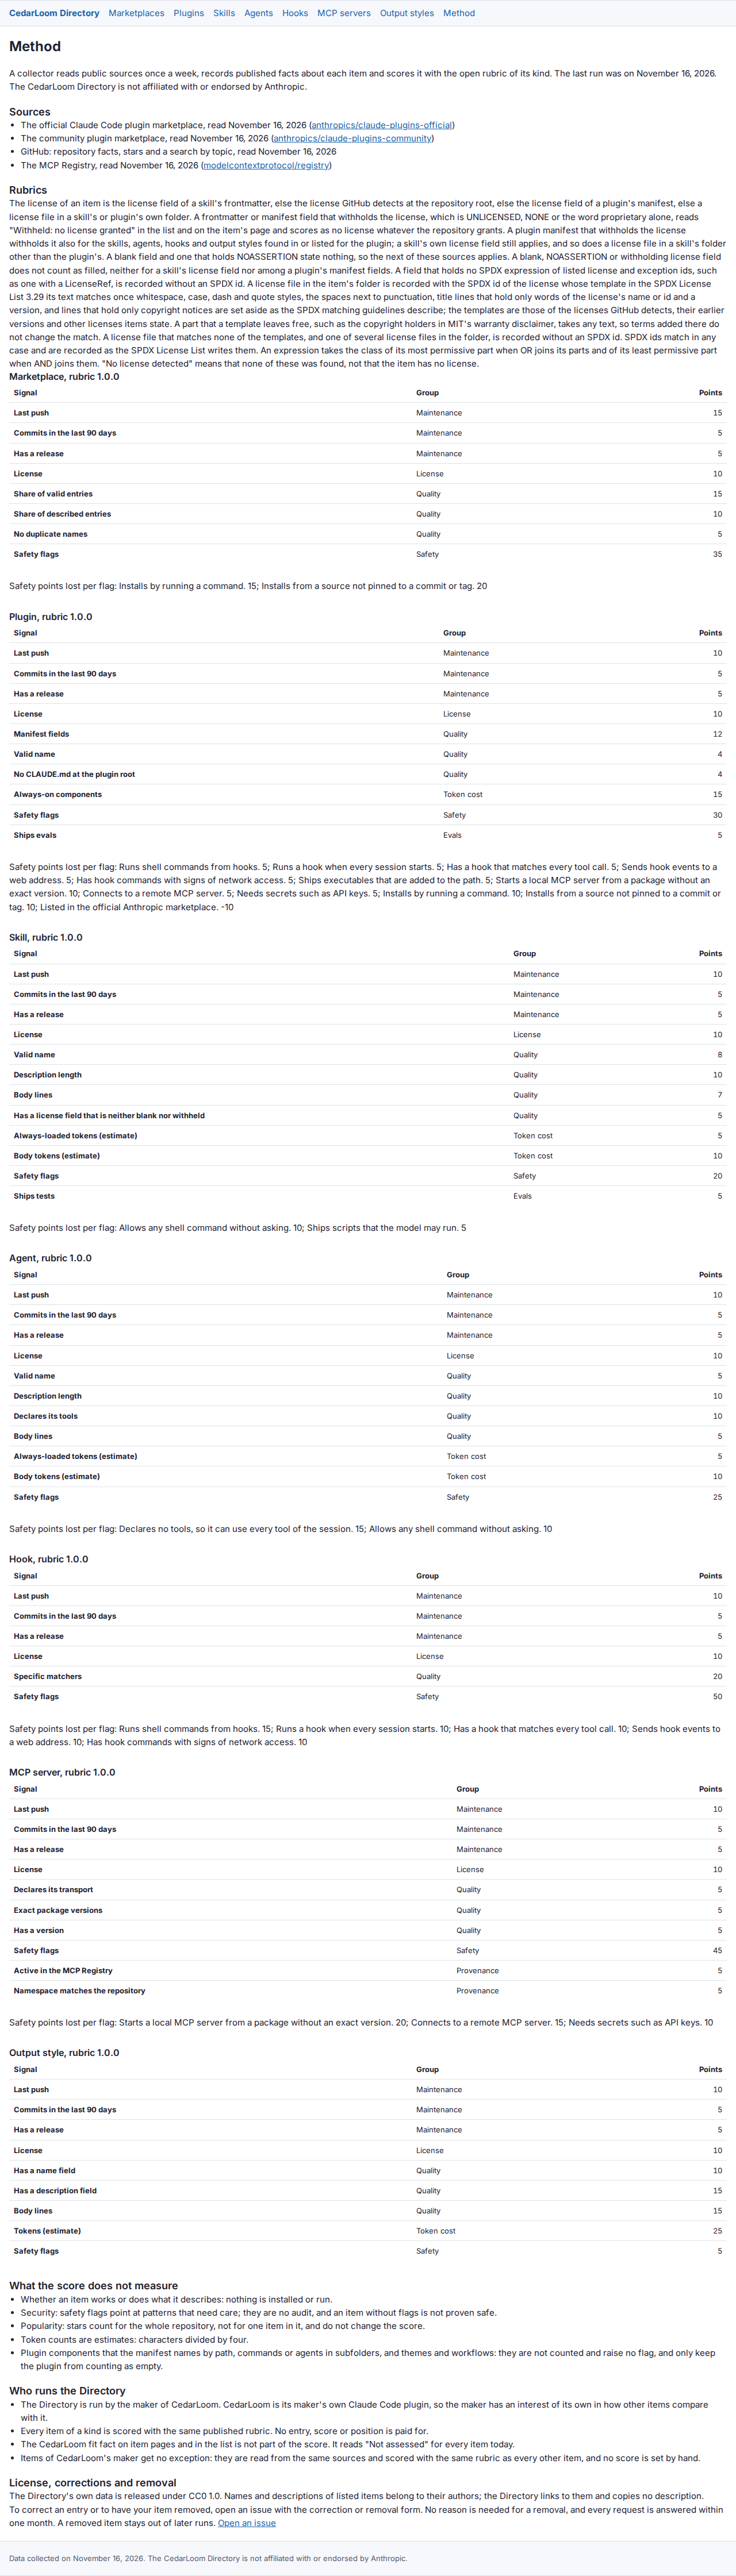 CedarLoom Directory Marketplaces Plugins Skills Agents Hooks MCP servers Output styles Method
Method
A collector reads public sources once a week, records published facts about each item and scores it with the open rubric of its kind. The last run was on November 16, 2026.
The CedarLoom Directory is not affiliated with or endorsed by Anthropic.
Sources
• The official Claude Code plugin marketplace, read November 16, 2026 (anthropics/claude-plugins-official)
• The community plugin marketplace, read November 16, 2026 (anthropics/claude-plugins-community)
• GitHub: repository facts, stars and a search by topic, read November 16, 2026
• The MCP Registry, read November 16, 2026 (modelcontextprotocol/registry)
Rubrics
The license of an item is the license field of a skill's frontmatter, else the license GitHub detects at the repository root, else the license field of a plugin's manifest, else a
license file in a skill's or plugin's own folder. A frontmatter or manifest field that withholds the license, which is UNLICENSED, NONE or the word proprietary alone, reads
"Withheld: no license granted" in the list and on the item's page and scores as no license whatever the repository grants. A plugin manifest that withholds the license
withholds it also for the skills, agents, hooks and output styles found in or listed for the plugin; a skill's own license field still applies, and so does a license file in a skill's folder
other than the plugin's. A blank field and one that holds NOASSERTION state nothing, so the next of these sources applies. A blank, NOASSERTION or withholding license field
does not count as filled, neither for a skill's license field nor among a plugin's manifest fields. A field that holds no SPDX expression of listed license and exception ids, such
as one with a LicenseRef, is recorded without an SPDX id. A license file in the item's folder is recorded with the SPDX id of the license whose template in the SPDX License
List 3.29 its text matches once whitespace, case, dash and quote styles, the spaces next to punctuation, title lines that hold only words of the license's name or id and a
version, and lines that hold only copyright notices are set aside as the SPDX matching guidelines describe; the templates are those of the licenses GitHub detects, their earlier
versions and other licenses items state. A part that a template leaves free, such as the copyright holders in MIT's warranty disclaimer, takes any text, so terms added there do
not change the match. A license file that matches none of the templates, and one of several license files in the folder, is recorded without an SPDX id. SPDX ids match in any
case and are recorded as the SPDX License List writes them. An expression takes the class of its most permissive part when OR joins its parts and of its least permissive part
when AND joins them. "No license detected" means that none of these was found, not that the item has no license.
Marketplace, rubric 1.0.0
Signal Group Points
Last push Maintenance 15
Commits in the last 90 days Maintenance 5
Has a release Maintenance 5
License License 10
Share of valid entries Quality 15
Share of described entries Quality 10
No duplicate names Quality 5
Safety flags Safety 35
Safety points lost per flag: Installs by running a command. 15; Installs from a source not pinned to a commit or tag. 20
Plugin, rubric 1.0.0
Signal Group Points
Last push Maintenance 10
Commits in the last 90 days Maintenance 5
Has a release Maintenance 5
License License 10
Manifest fields Quality 12
Valid name Quality 4
No CLAUDE.md at the plugin root Quality 4
Always-on components Token cost 15
Safety flags Safety 30
Ships evals Evals 5
Safety points lost per flag: Runs shell commands from hooks. 5; Runs a hook when every session starts. 5; Has a hook that matches every tool call. 5; Sends hook events to a
web address. 5; Has hook commands with signs of network access. 5; Ships executables that are added to the path. 5; Starts a local MCP server from a package without an
exact version. 10; Connects to a remote MCP server. 5; Needs secrets such as API keys. 5; Installs by running a command. 10; Installs from a source not pinned to a commit or
tag. 10; Listed in the official Anthropic marketplace. -10
Skill, rubric 1.0.0
Signal Group Points
Last push Maintenance 10
Commits in the last 90 days Maintenance 5
Has a release Maintenance 5
License License 10
Valid name Quality 8
Description length Quality 10
Body lines Quality 7
Has a license field that is neither blank nor withheld Quality 5
Always-loaded tokens (estimate) Token cost 5
Body tokens (estimate) Token cost 10
Safety flags Safety 20
Ships tests Evals 5
Safety points lost per flag: Allows any shell command without asking. 10; Ships scripts that the model may run. 5
Agent, rubric 1.0.0
Signal Group Points
Last push Maintenance 10
Commits in the last 90 days Maintenance 5
Has a release Maintenance 5
License License 10
Valid name Quality 5
Description length Quality 10
Declares its tools Quality 10
Body lines Quality 5
Always-loaded tokens (estimate) Token cost 5
Body tokens (estimate) Token cost 10
Safety flags Safety 25
Safety points lost per flag: Declares no tools, so it can use every tool of the session. 15; Allows any shell command without asking. 10
Hook, rubric 1.0.0
Signal Group Points
Last push Maintenance 10
Commits in the last 90 days Maintenance 5
Has a release Maintenance 5
License License 10
Specific matchers Quality 20
Safety flags Safety 50
Safety points lost per flag: Runs shell commands from hooks. 15; Runs a hook when every session starts. 10; Has a hook that matches every tool call. 10; Sends hook events to
a web address. 10; Has hook commands with signs of network access. 10
MCP server, rubric 1.0.0
Signal Group Points
Last push Maintenance 10
Commits in the last 90 days Maintenance 5
Has a release Maintenance 5
License License 10
Declares its transport Quality 5
Exact package versions Quality 5
Has a version Quality 5
Safety flags Safety 45
Active in the MCP Registry Provenance 5
Namespace matches the repository Provenance 5
Safety points lost per flag: Starts a local MCP server from a package without an exact version. 20; Connects to a remote MCP server. 15; Needs secrets such as API keys. 10
Output style, rubric 1.0.0
Signal Group Points
Last push Maintenance 10
Commits in the last 90 days Maintenance 5
Has a release Maintenance 5
License License 10
Has a name field Quality 10
Has a description field Quality 15
Body lines Quality 15
Tokens (estimate) Token cost 25
Safety flags Safety 5
What the score does not measure
• Whether an item works or does what it describes: nothing is installed or run.
• Security: safety flags point at patterns that need care; they are no audit, and an item without flags is not proven safe.
• Popularity: stars count for the whole repository, not for one item in it, and do not change the score.
• Token counts are estimates: characters divided by four.
• Plugin components that the manifest names by path, commands or agents in subfolders, and themes and workflows: they are not counted and raise no flag, and only keep
the plugin from counting as empty.
Who runs the Directory
• The Directory is run by the maker of CedarLoom. CedarLoom is its maker's own Claude Code plugin, so the maker has an interest of its own in how other items compare
with it.
• Every item of a kind is scored with the same published rubric. No entry, score or position is paid for.
• The CedarLoom fit fact on item pages and in the list is not part of the score. It reads "Not assessed" for every item today.
• Items of CedarLoom's maker get no exception: they are read from the same sources and scored with the same rubric as every other item, and no score is set by hand.
License, corrections and removal
The Directory's own data is released under CC0 1.0. Names and descriptions of listed items belong to their authors; the Directory links to them and copies no description.
To correct an entry or to have your item removed, open an issue with the correction or removal form. No reason is needed for a removal, and every request is answered within
one month. A removed item stays out of later runs. Open an issue
Data collected on November 16, 2026. The CedarLoom Directory is not affiliated with or endorsed by Anthropic.